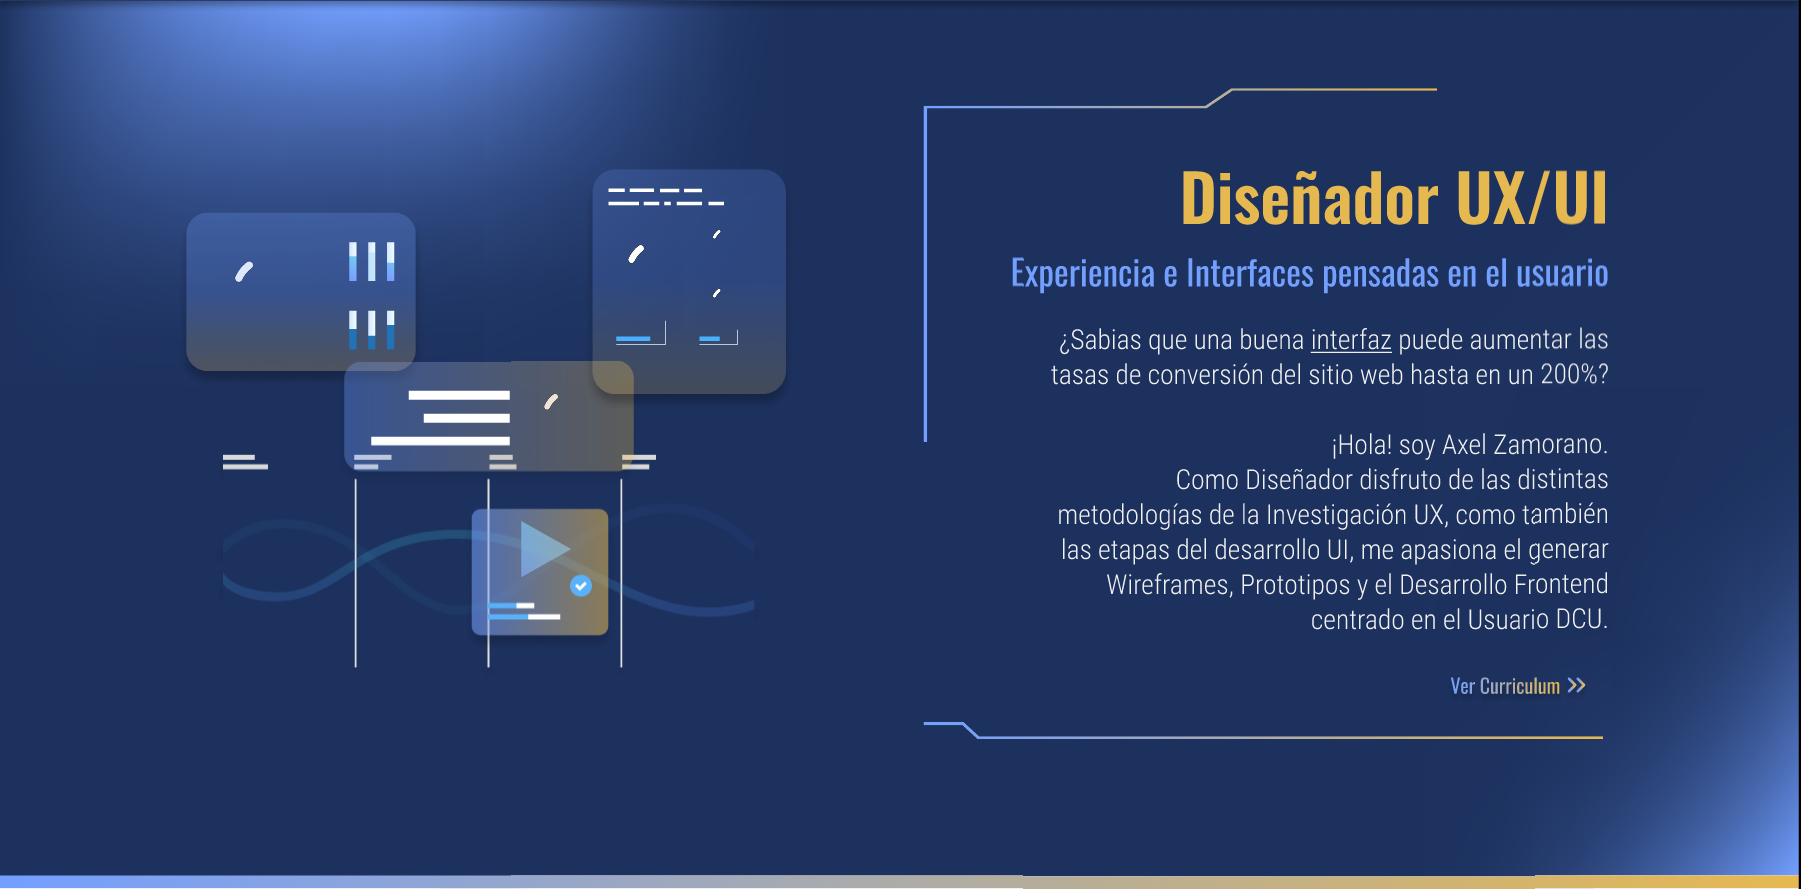 Diseñador UX/UI
Experiencia e Interfaces pensadas en el usuario
¿Sabias que una buena interfaz puede aumentar las
tasas de conversión del sitio web hasta en un 200%?
¡Hola! soy Axel Zamorano.
Como Diseñador disfruto de las distintas
metodologías de la Investigación UX, como también
las etapas del desarrollo UI, me apasiona el generar
Wireframes, Prototipos y el Desarrollo Frontend
centrado en el Usuario DCU.
Ver Curriculum